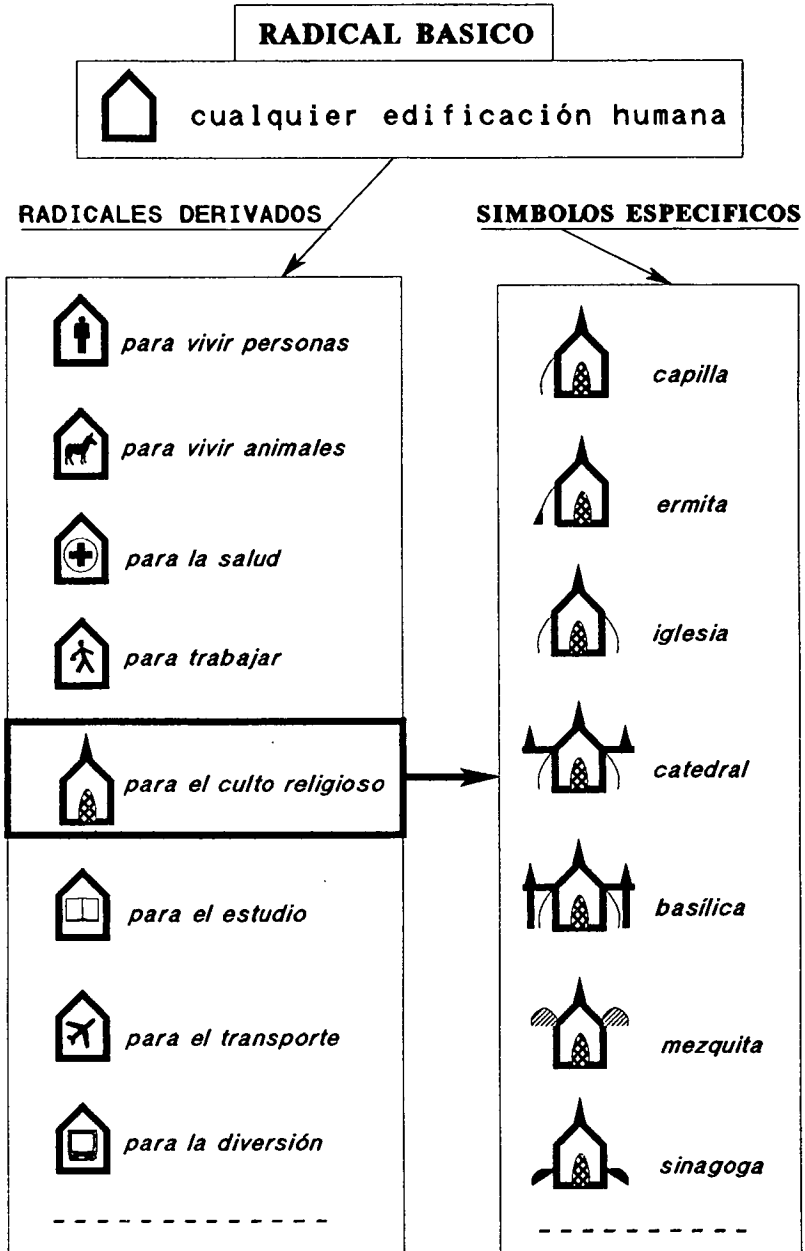 RADICAL BASICO
cualquier edificación humana
RADICALES DERIVADOS
para vivir personas
para vivir animales
para la salud
para trabajar
para el culto religioso
para el estudio
para el transporte
para la diversión
SIMBOLOS ESPECIFICOS
capilla
ermita
iglesia
catedral
basílica
mezquita
sinagoga